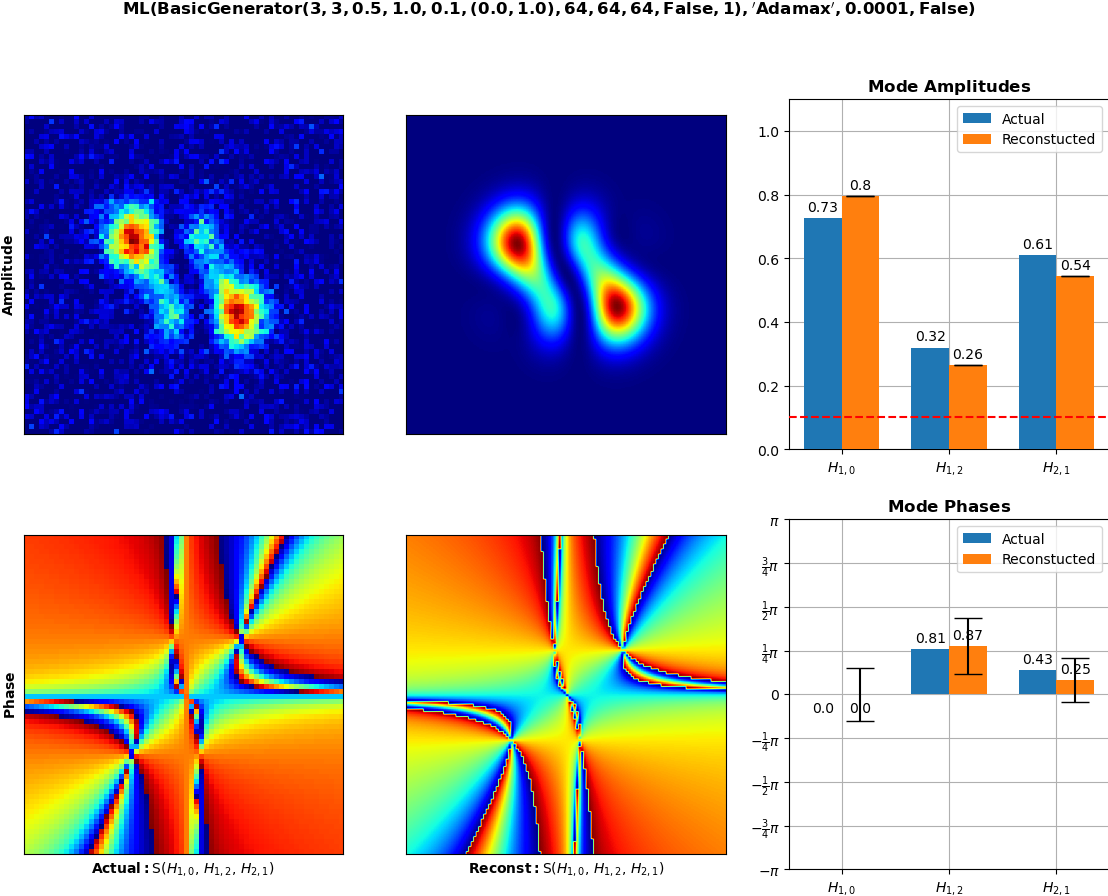 ML(BasicGenerator(3, 3, 0.5, 1.0, 0.1, (0.0, 1.0), 64, 64, 64, False, 1), ′Adamax′, 0.0001, False)
Mode Amplitudes
Amplitude
1.0
0.8
0.6
0.4
0.2
0.0
Actual
Reconstucted
0.73
0.8
0.32
0.26
0.61
0.54
H1,0
H1,2
H2,1
Mode Phases
Phase
π
3/4π
1/2π
1/4π
0
−1/4π
−1/2π
−3/4π
−π
Actual
Reconstucted
0.0
0.0
0.81
0.87
0.43
0.25
H1,0
H1,2
H2,1
Actual: S(H1,0, H1,2, H2,1)
Reconst: S(H1,0, H1,2, H2,1)